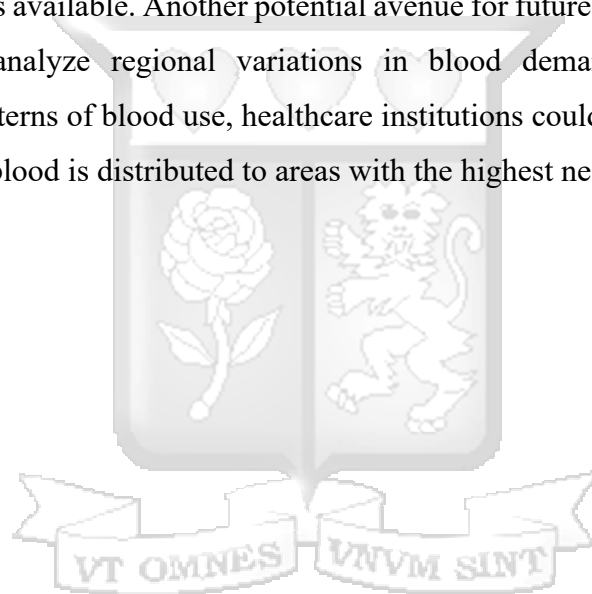 s available. Another potential avenue for future
analyze regional variations in blood dema
terns of blood use, healthcare institutions could
blood is distributed to areas with the highest ne
VT OMNES VNVM SINT